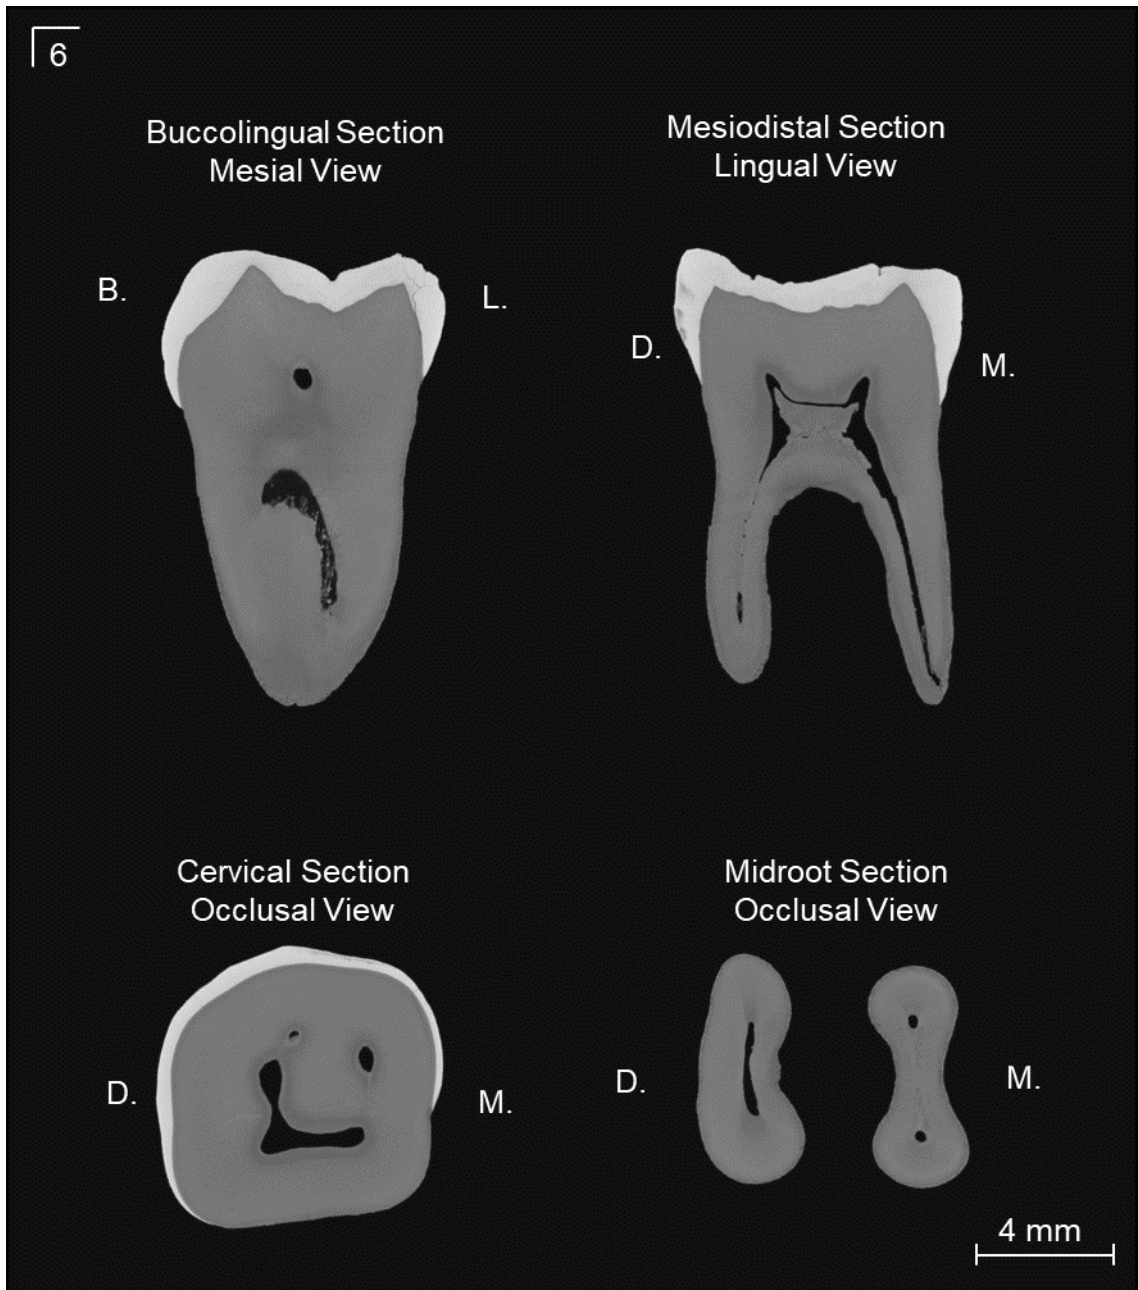 6
Buccolingual Section
Mesial View
Mesiodistal Section
Lingual View
B.
L.
D.
M.
Cervical Section
Occlusal View
Midroot Section
Occlusal View
D.
M.
D.
M.
4 mm